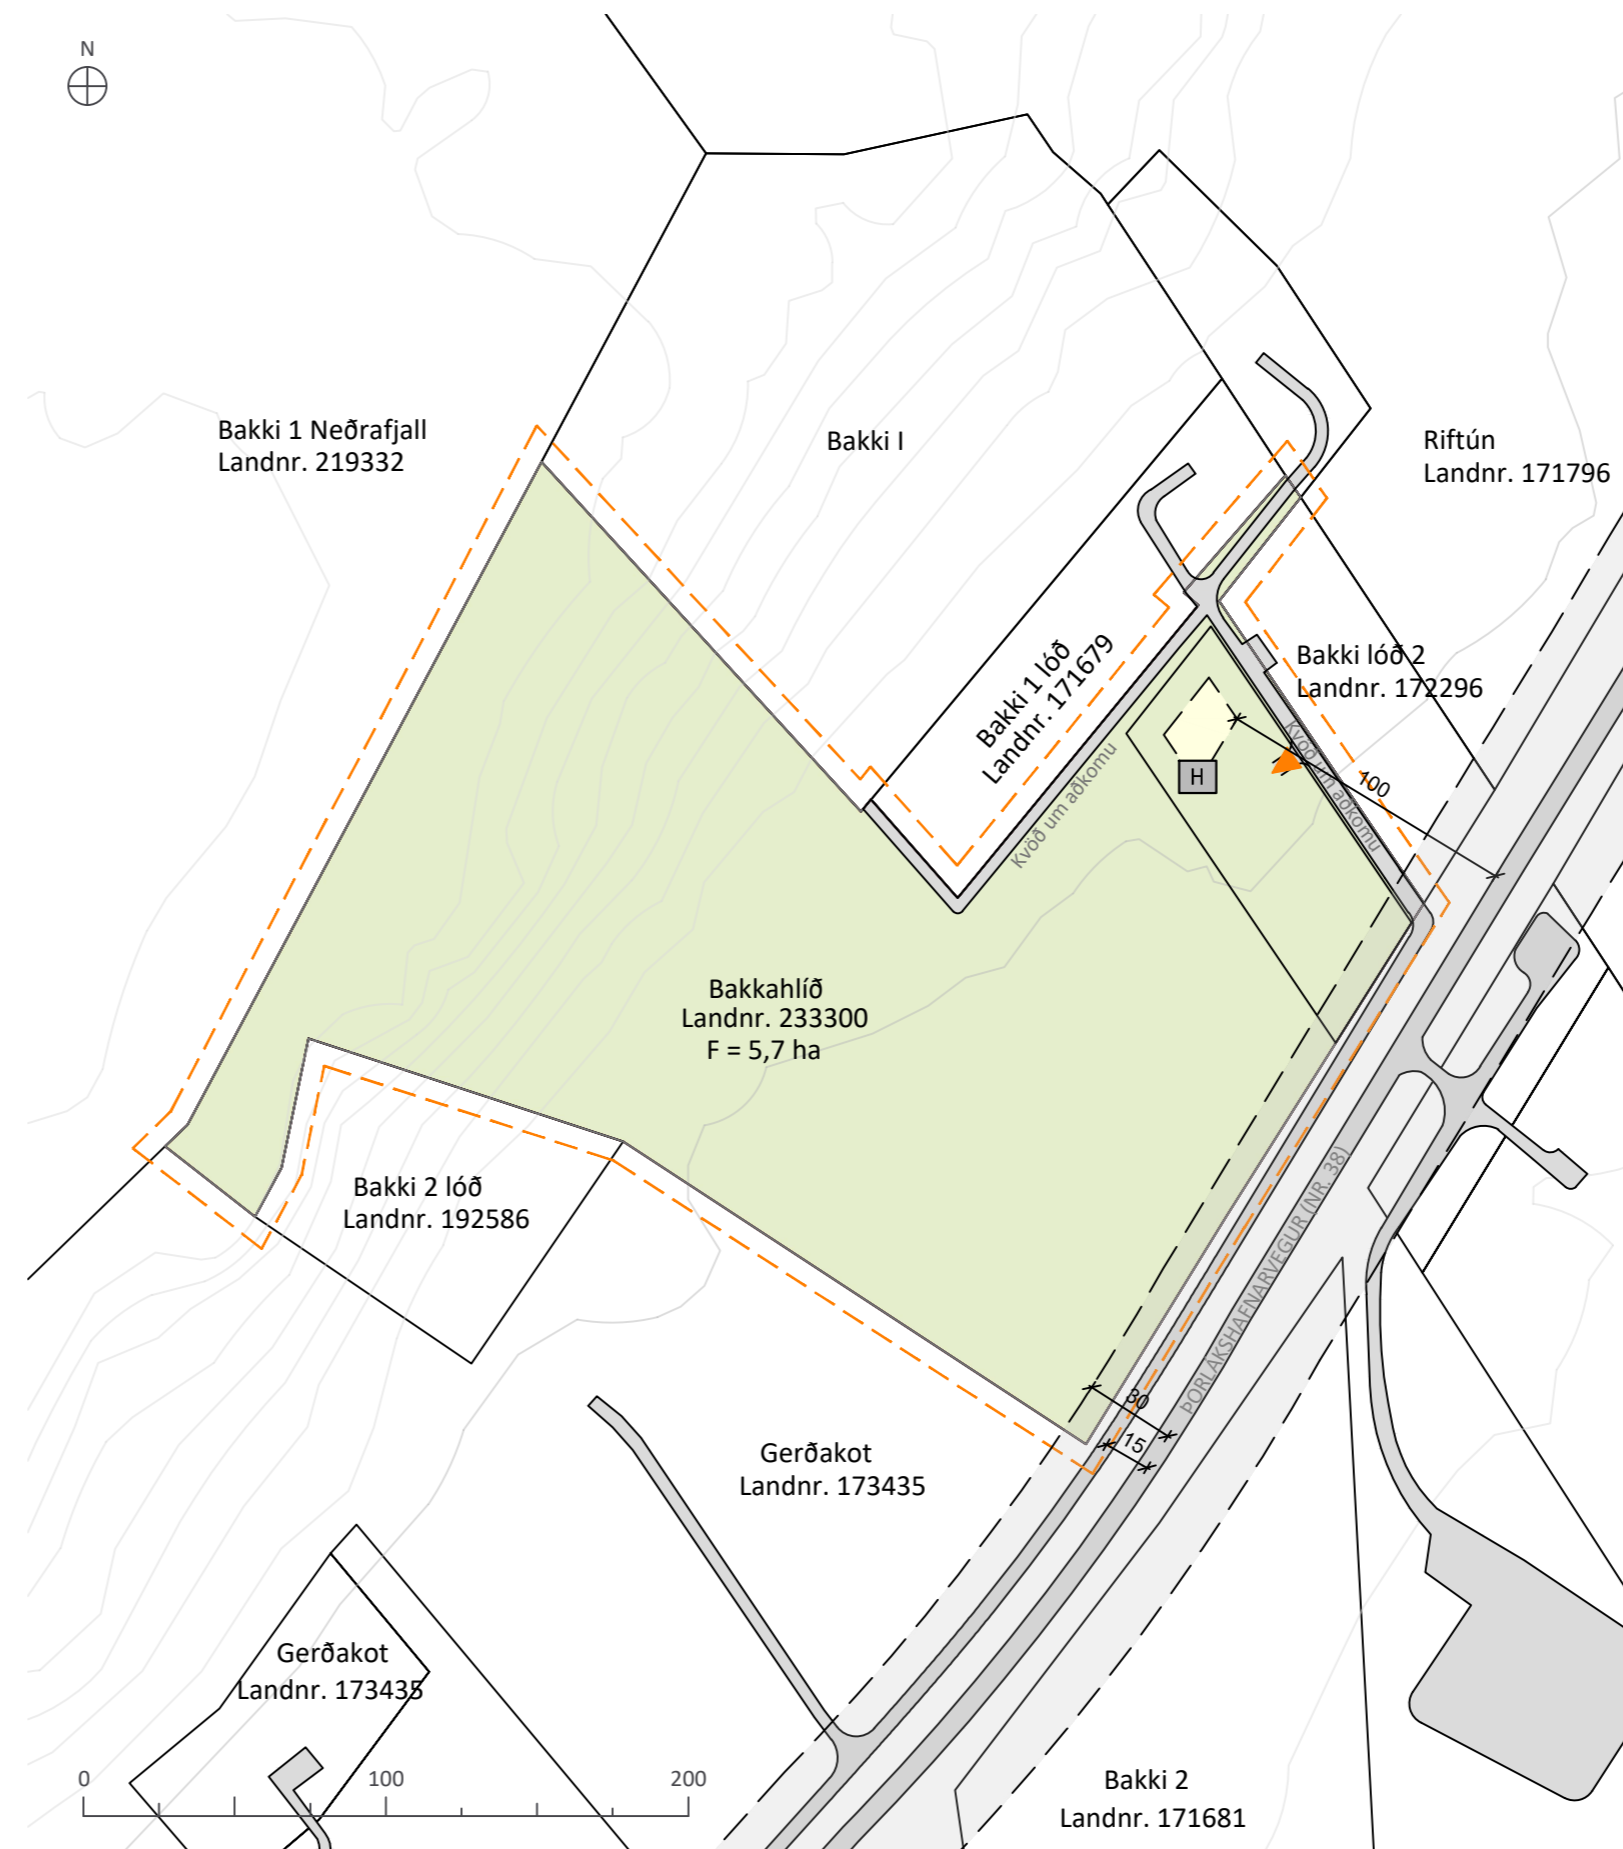 N
Bakki 1 Neðrafjall
Landnr. 219332
Bakki I
Riftún
Landnr. 171796
Bakki 1 lóð
Landnr. 171679
Bakki lóð 2
Landnr. 172296
Kvöð um aðkomu
Kvöð um aðkomu
H
100
Bakkahlíð
Landnr. 233300
F = 5,7 ha
Bakki 2 lóð
Landnr. 192586
ÞORLÁKSHAFNARVEGUR (NR. 38)
30
15
Gerðakot
Landnr. 173435
Gerðakot
Landnr. 173435
0
100
200
Bakki 2
Landnr. 171681